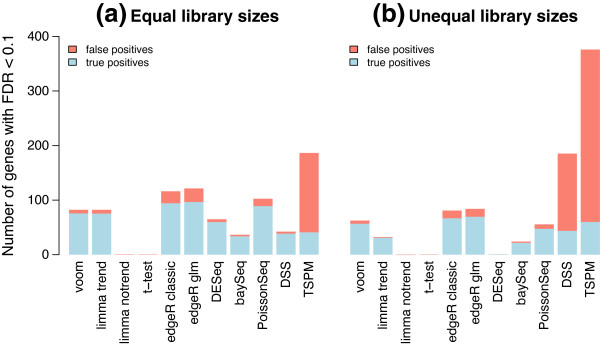 (a) Equal library sizes
(b) Unequal library sizes
Number of genes with FDR < 0.1
400
300
200
100
0
false positives
true positives
false positives
true positives
voom
limma trend
limma notrend
t−test
edgeR classic
edgeR glm
DESeq
baySeq
PoissonSeq
DSS
TSPM
voom
limma trend
limma notrend
t−test
edgeR classic
edgeR glm
DESeq
baySeq
PoissonSeq
DSS
TSPM